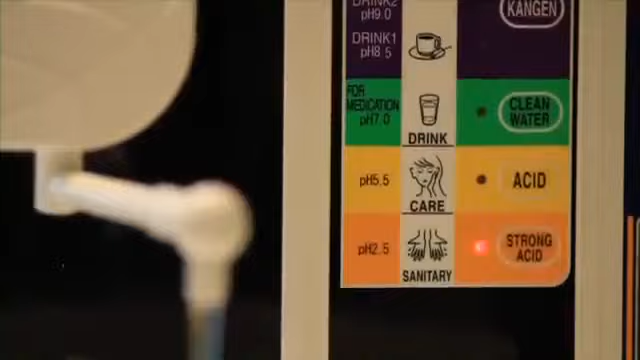 DRINK2
pH9.0
KANGEN
DRINK1
pH8.5
FOR
MEDICATION
pH7.0
DRINK
CLEAN
WATER
pH5.5
CARE
ACID
pH2.5
SANITARY
STRONG
ACID